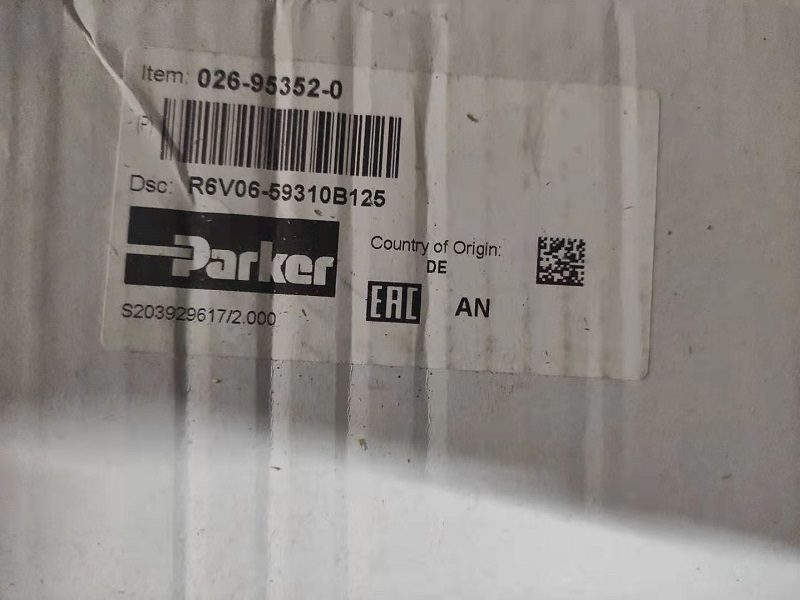 Item: 026-95352-0
(P)
Dsc: R6V06-59310B125
Parker
Country of Origin:
DE
EAC AN
S203929617/2.000